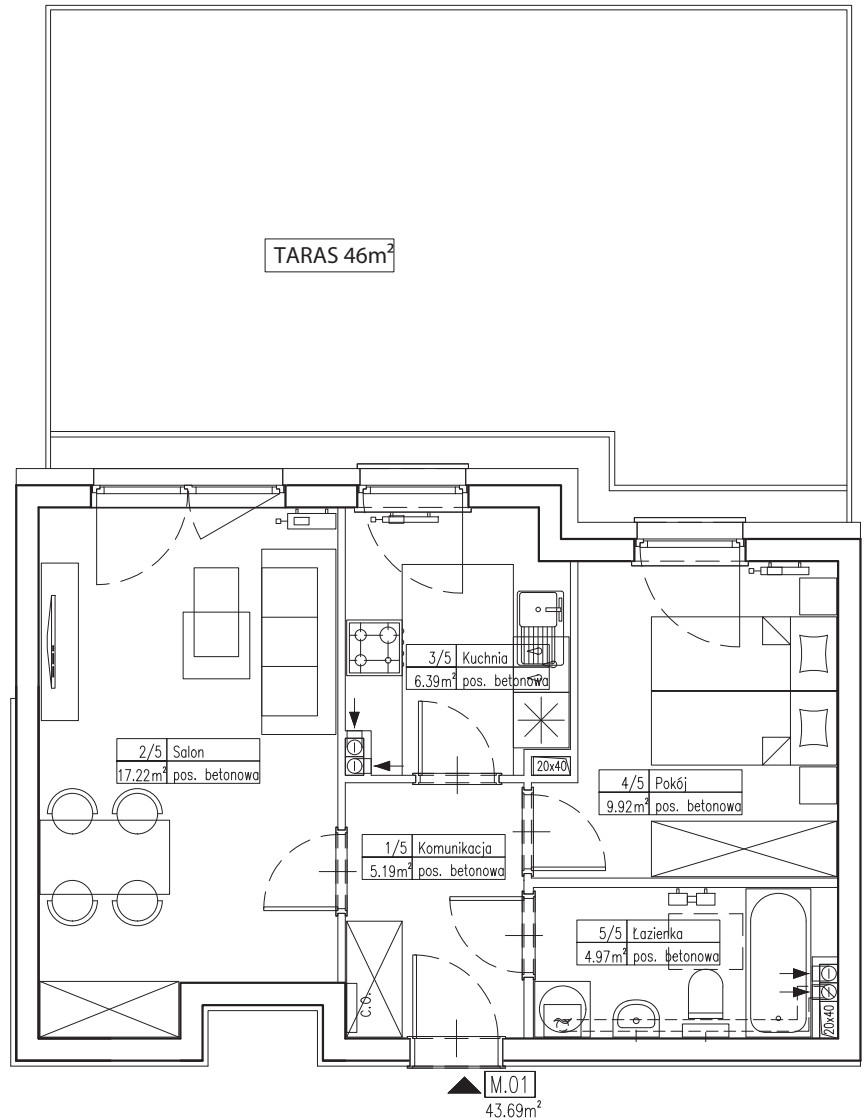 TARAS 46m²
3/5 Kuchnia
6.39m² pos. betonowa
2/5 Salon
17.22m² pos. betonowa
20x40
4/5 Pokój
9.92m² pos. betonowa
1/5 Komunikacja
5.19m² pos. betonowa
5/5 Łazienka
4.97m² pos. betonowa
C.O.
20x40
M.01
43.69m²